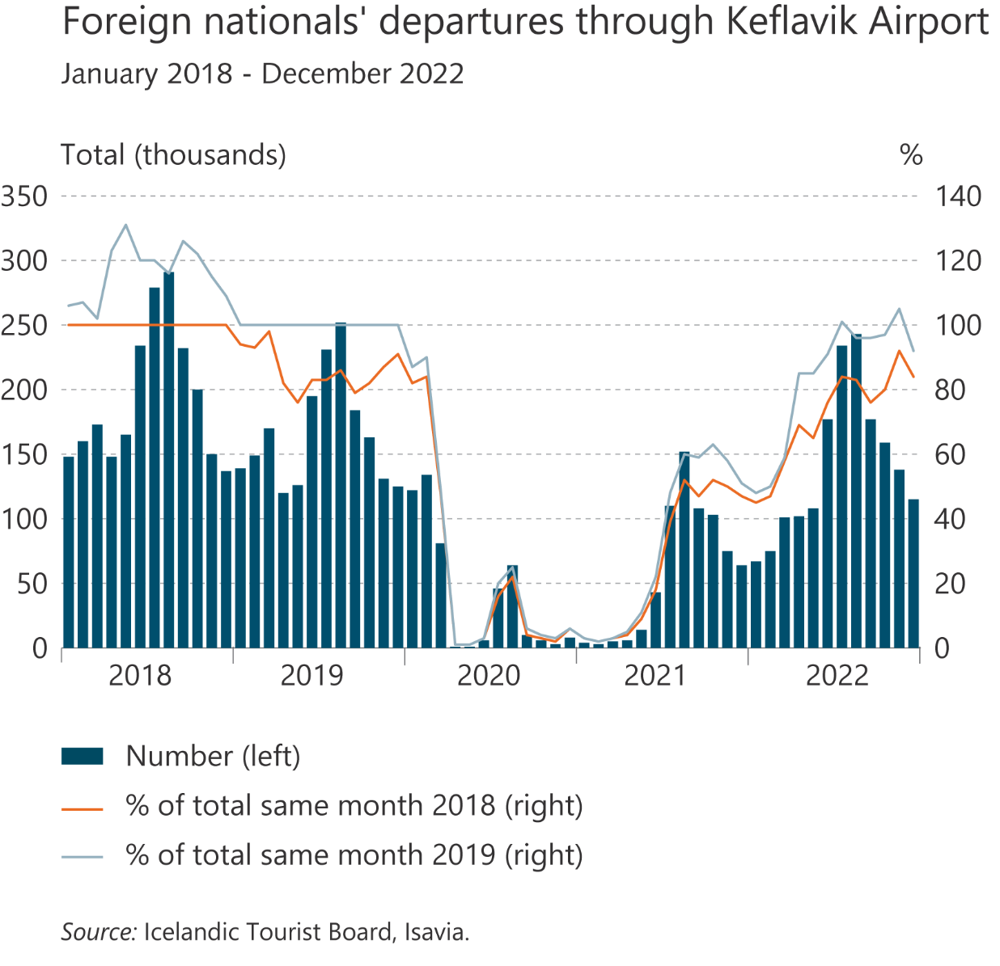 Foreign nationals' departures through Keflavik Airport
January 2018 - December 2022
Total (thousands) %
350 140
300 120
250 100
200 80
150 60
100 40
50 20
0 0
2018 2019 2020 2021 2022
Number (left)
% of total same month 2018 (right)
% of total same month 2019 (right)
Source: Icelandic Tourist Board, Isavia.